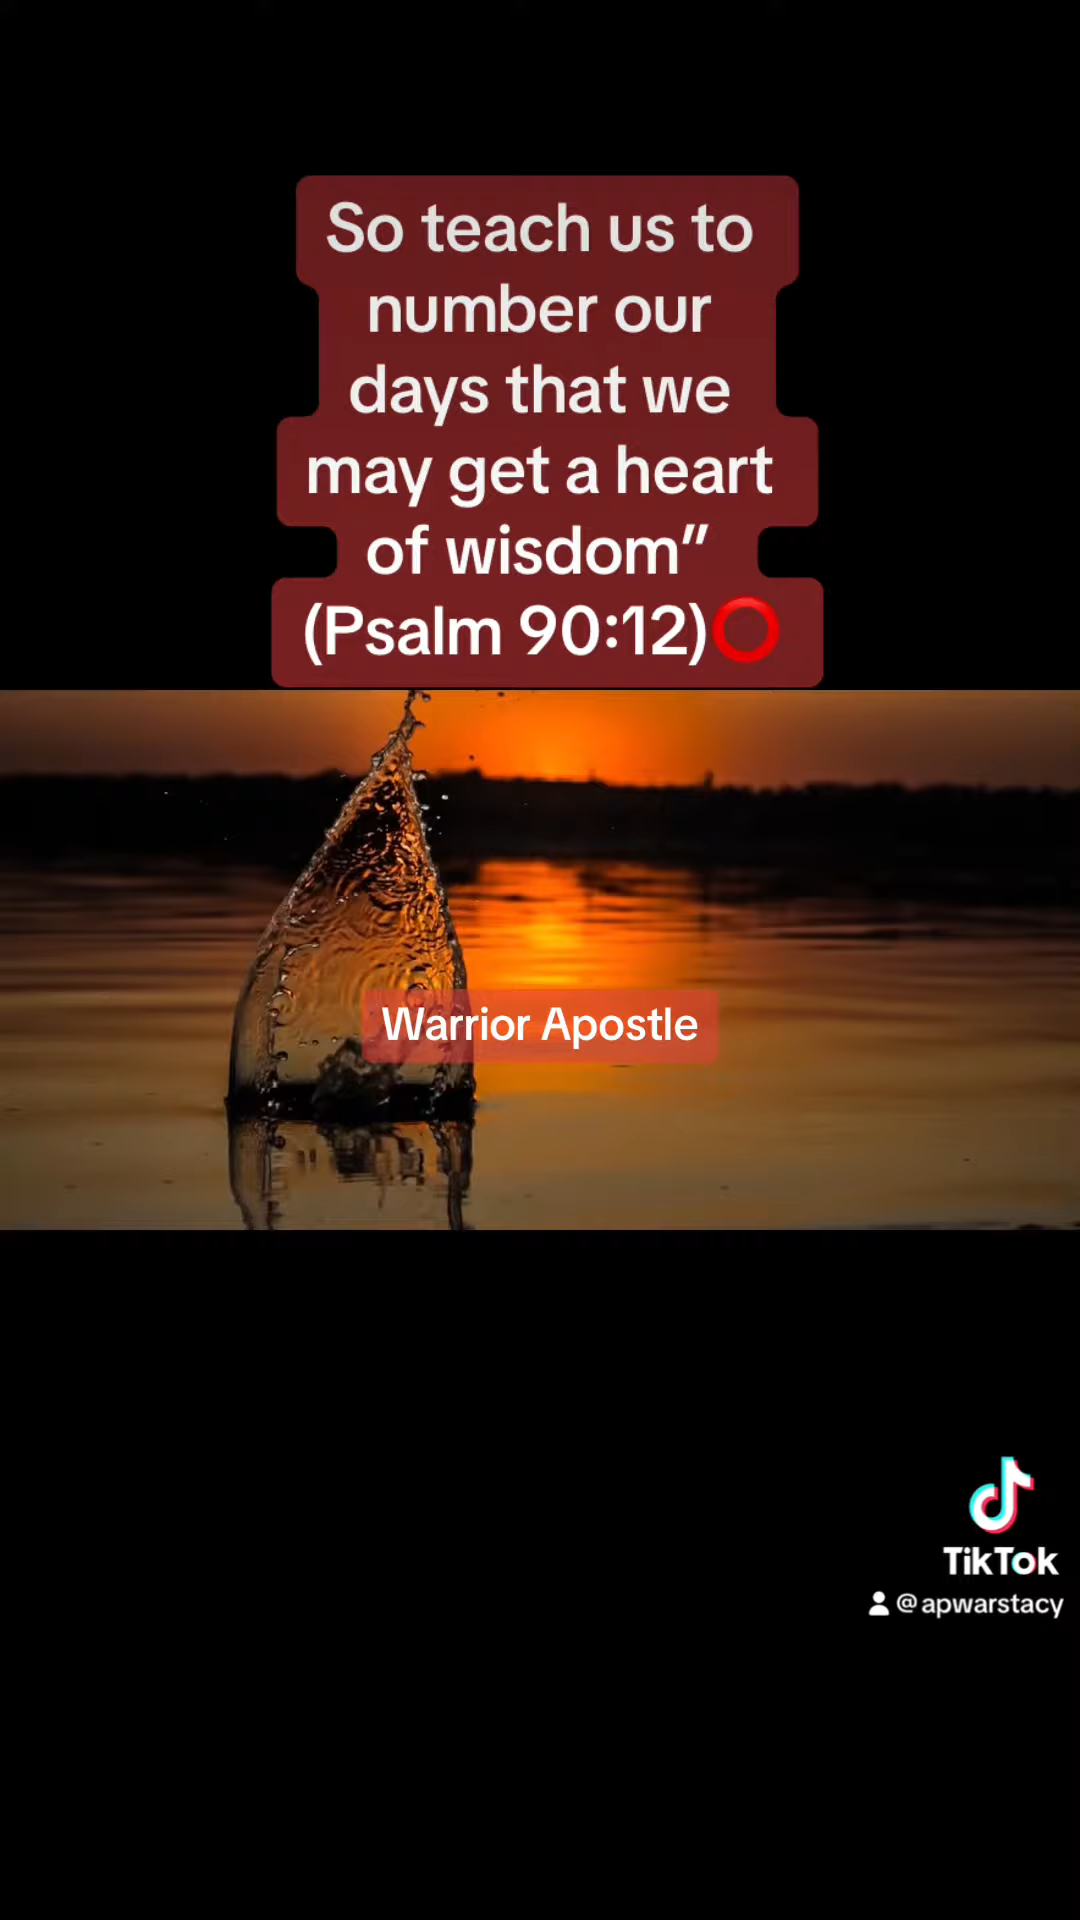 So teach us to
number our
days that we
may get a heart
of wisdom”
(Psalm 90:12)⭕
Warrior Apostle
TikTok
@apwarstacy